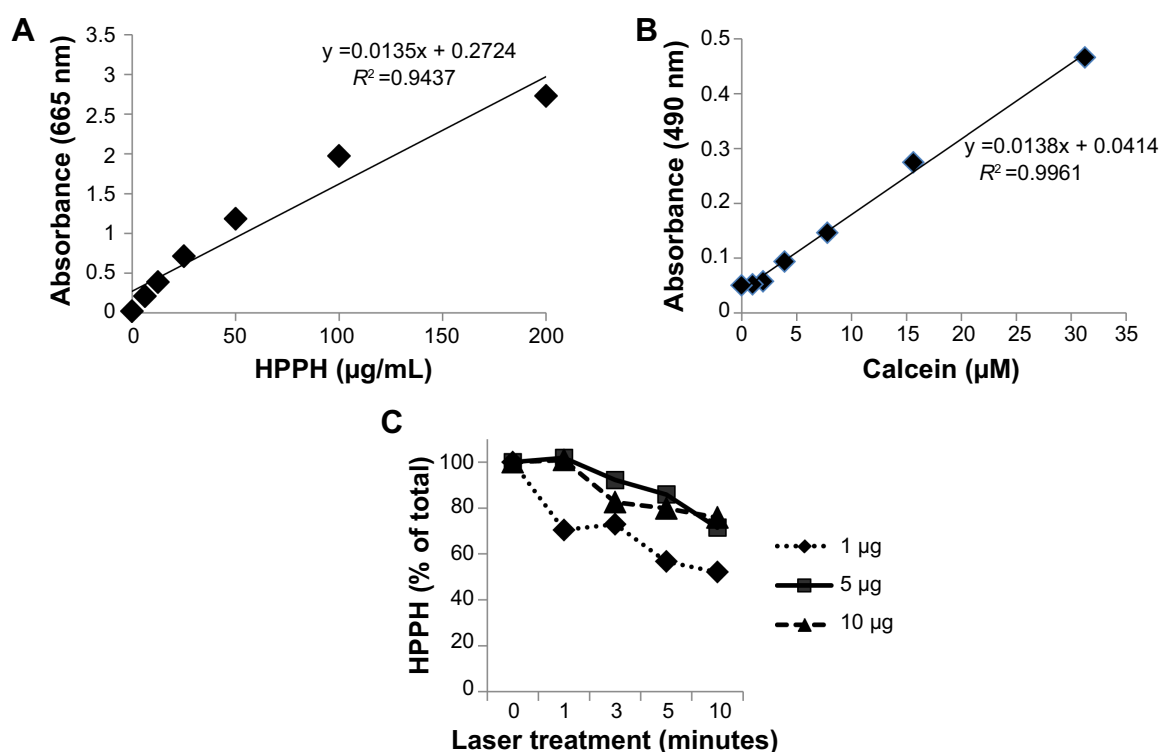 A
Absorbance (665 nm)
3.5
3
2.5
2
1.5
1
0.5
0
y =0.0135x + 0.2724
R² =0.9437
0 50 100 150 200
HPPH (µg/mL)
B
Absorbance (490 nm)
0.5
0.4
0.3
0.2
0.1
0
y =0.0138x + 0.0414
R² =0.9961
0 5 10 15 20 25 30 35
Calcein (µM)
C
HPPH (% of total)
100
80
60
40
20
0
0 1 3 5 10
Laser treatment (minutes)
1 µg
5 µg
10 µg